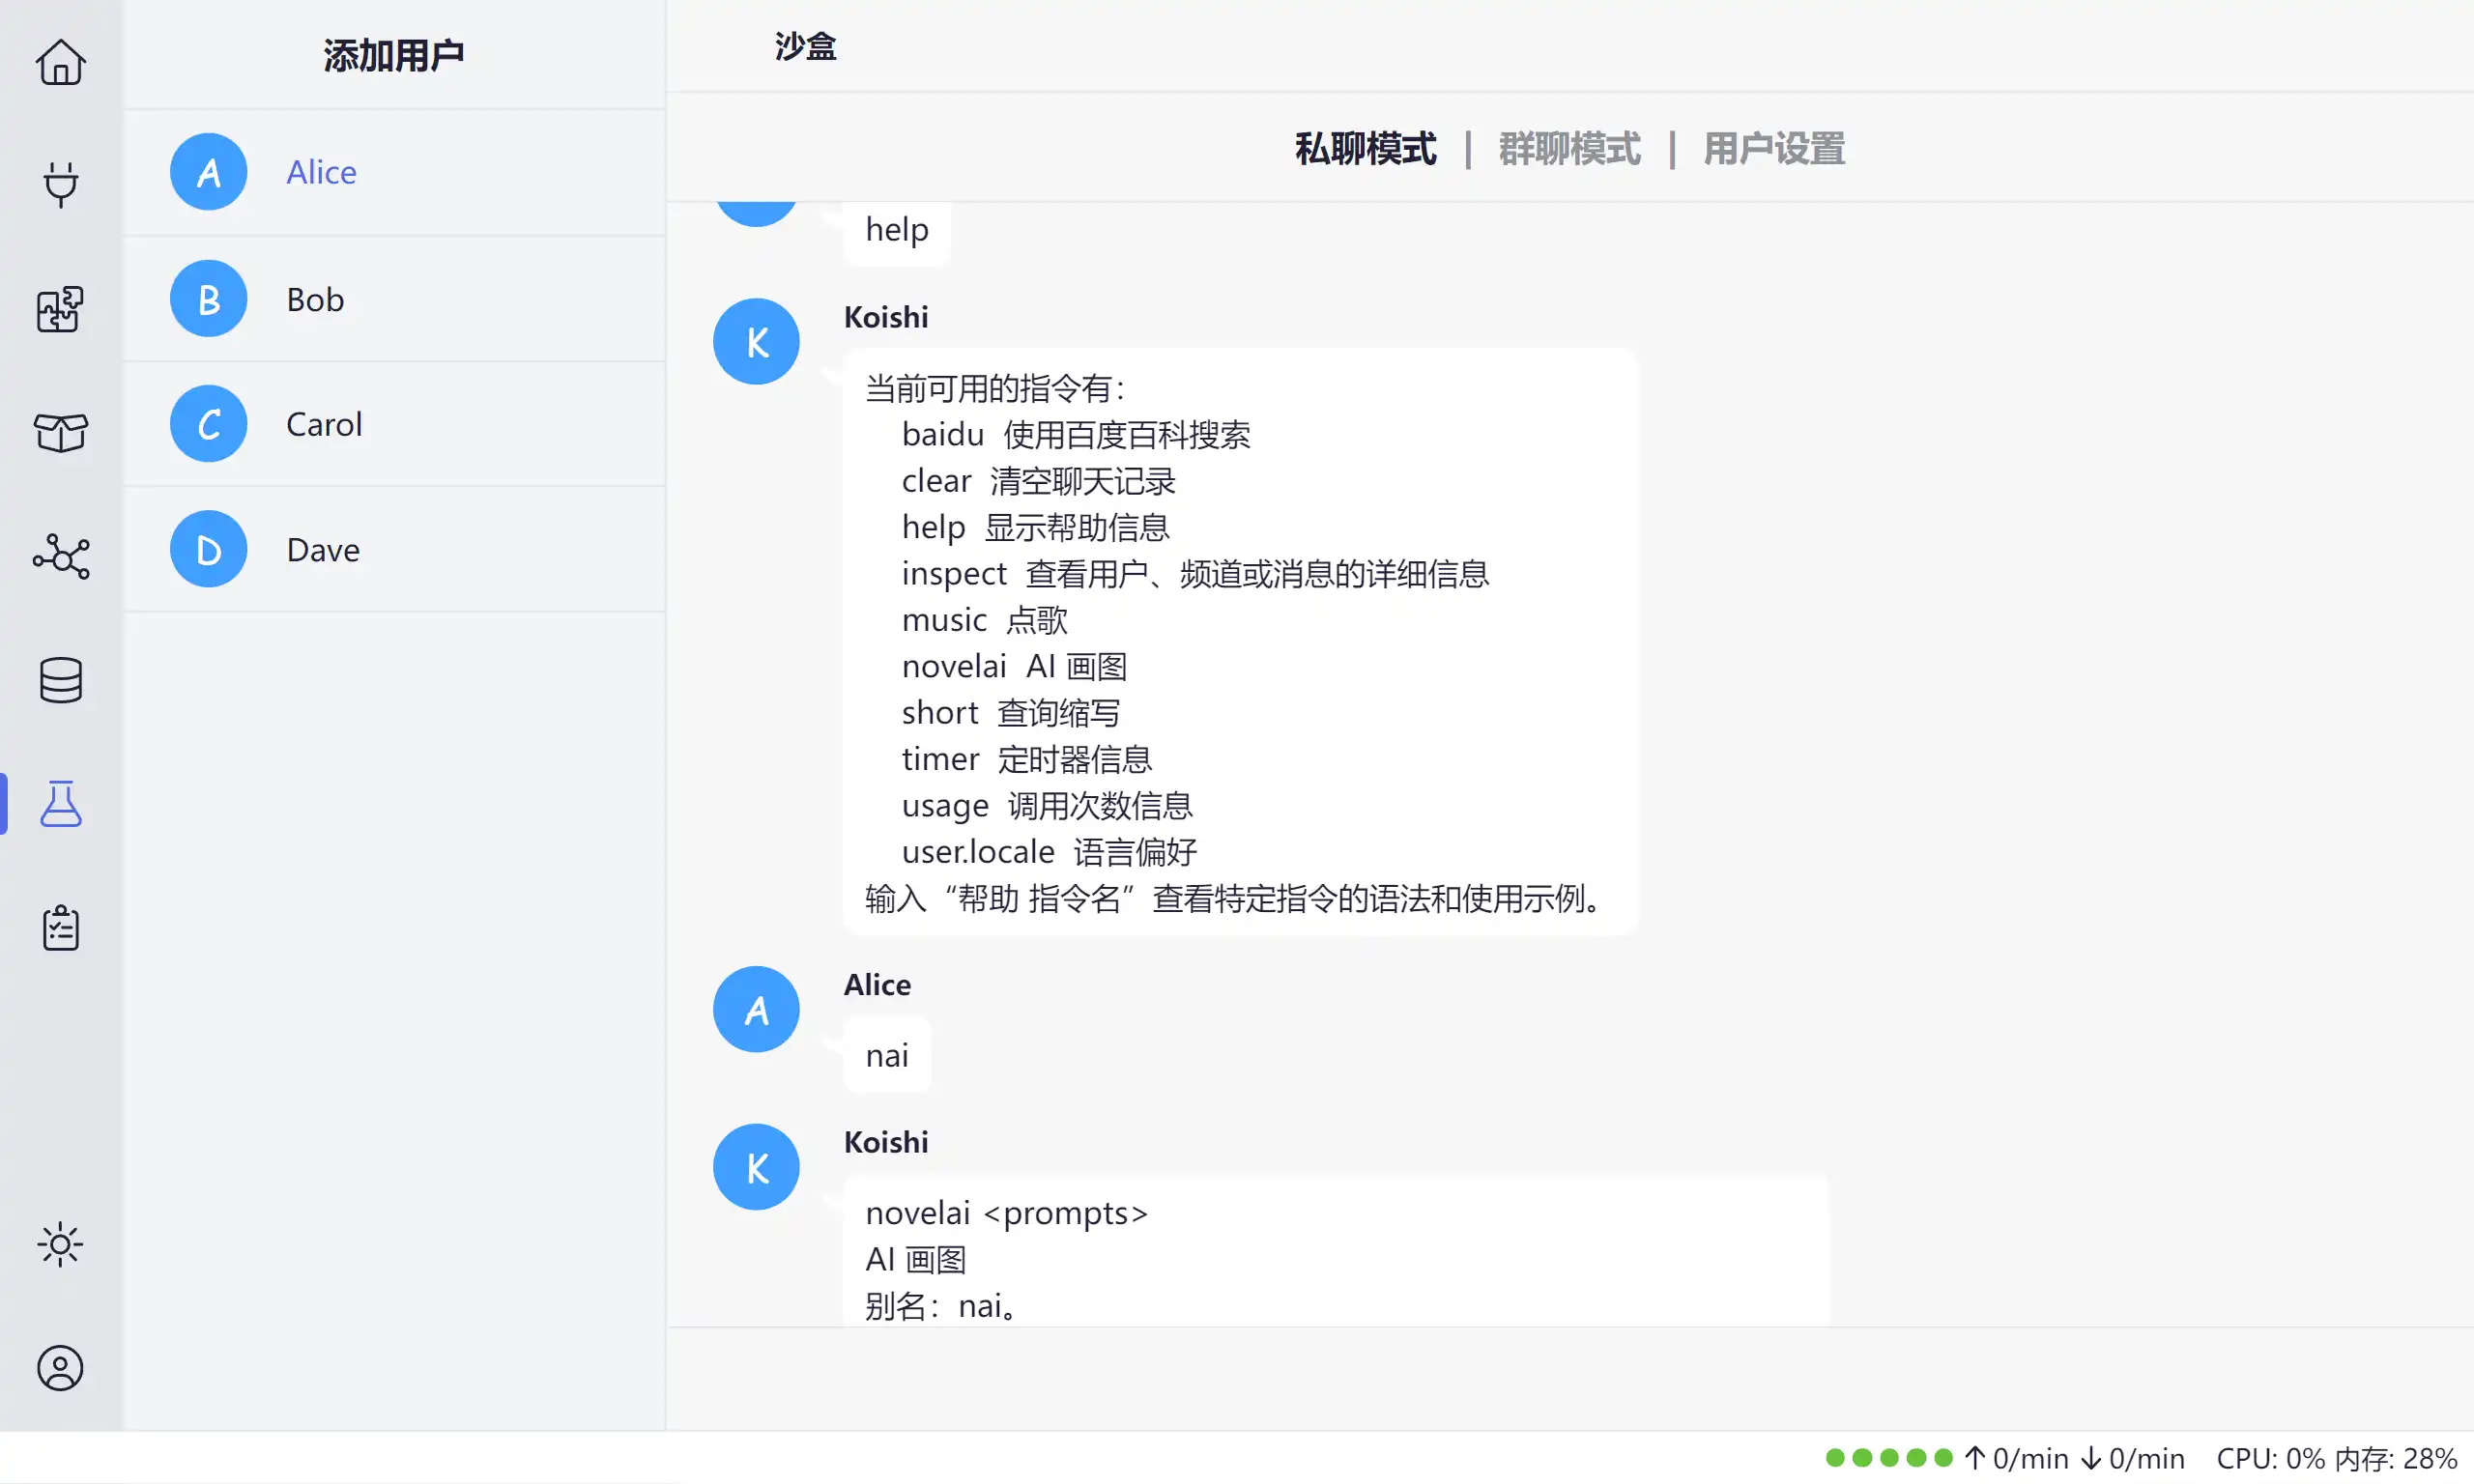 添加用户
A Alice
B Bob
C Carol
D Dave
沙盒
私聊模式 | 群聊模式 | 用户设置
help
K
Koishi
当前可用的指令有：
baidu 使用百度百科搜索
clear 清空聊天记录
help 显示帮助信息
inspect 查看用户、频道或消息的详细信息
music 点歌
novelai AI 画图
short 查询缩写
timer 定时器信息
usage 调用次数信息
user.locale 语言偏好
输入“帮助 指令名”查看特定指令的语法和使用示例。
A
Alice
nai
K
Koishi
novelai <prompts>
AI 画图
别名：nai。
↑ 0/min ↓ 0/min CPU: 0% 内存: 28%